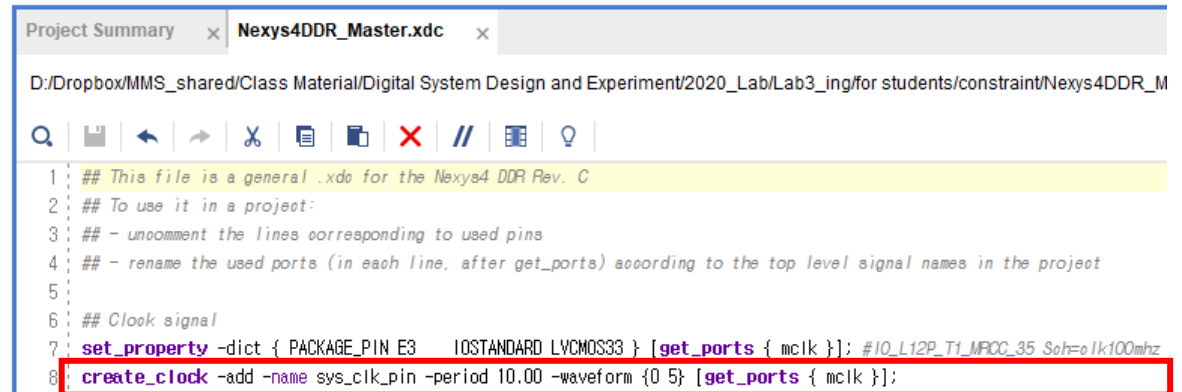 Project Summary × Nexys4DDR_Master.xdc ×
D:/Dropbox/MMS_shared/Class Material/Digital System Design and Experiment/2020_Lab/Lab3_ing/for students/constraint/Nexys4DDR_M
1 ## This file is a general .xdc for the Nexys4 DDR Rev. C
2 ## To use it in a project:
3 ## - uncomment the lines corresponding to used pins
4 ## - rename the used ports (in each line, after get_ports) according to the top level signal names in the project
5
6 ## Clock signal
7 set_property -dict { PACKAGE_PIN E3 IOSTANDARD LVCMOS33 } [get_ports { mclk }]; #IO_L12P_T1_MRCC_35 Sch=clk100mhz
8 create_clock -add -name sys_clk_pin -period 10.00 -waveform {0 5} [get_ports { mclk }];